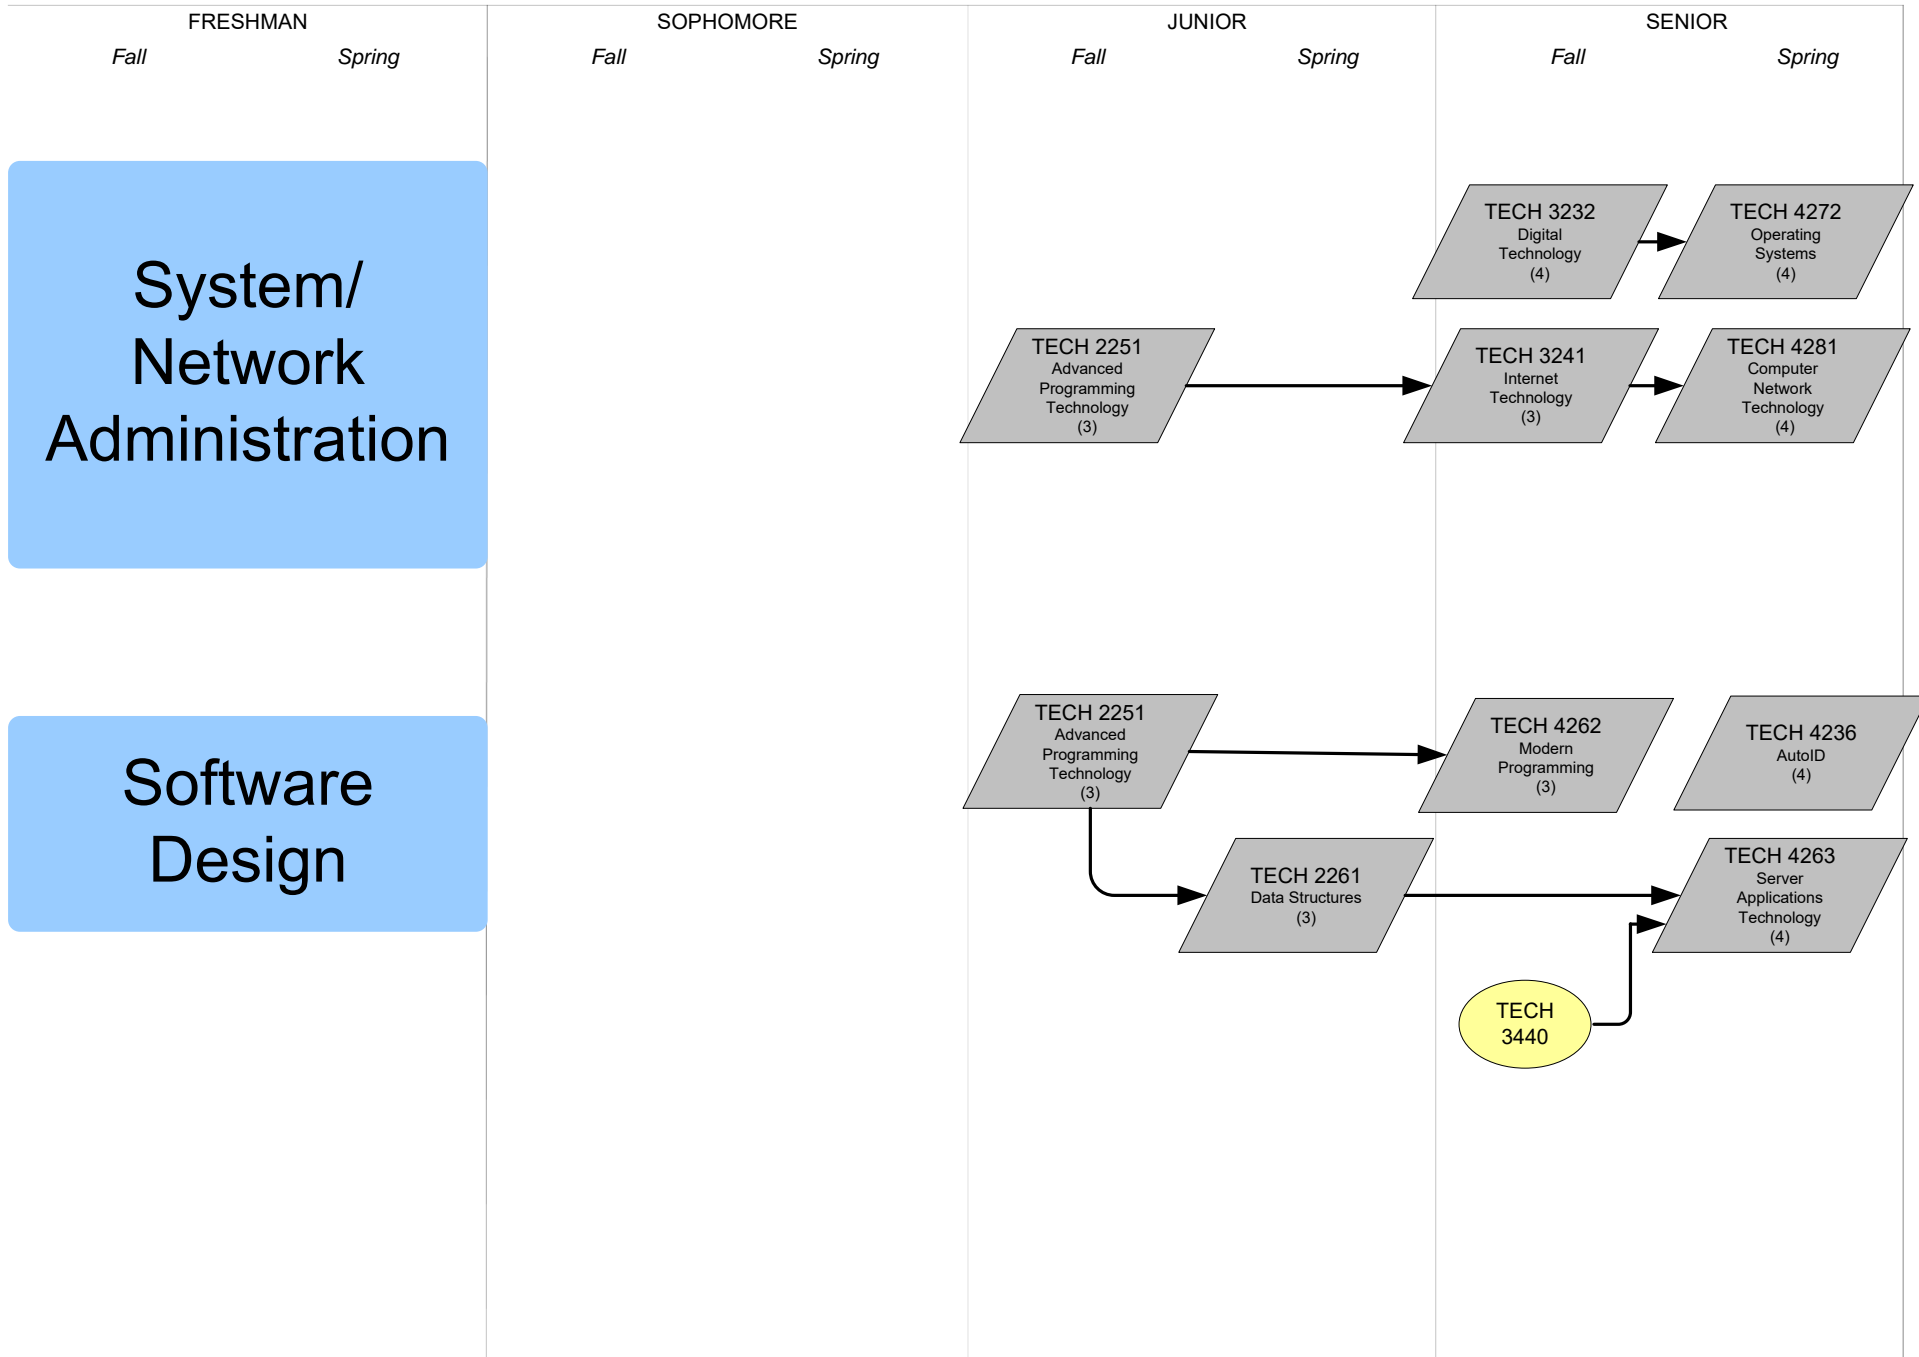 FRESHMAN
SOPHOMORE
JUNIOR
SENIOR
Fall
Spring
Fall
Spring
Fall
Spring
Fall
Spring
System/
Network
Administration
TECH 3232
Digital
Technology
(4)
TECH 4272
Operating
Systems
(4)
TECH 2251
Advanced
Programming
Technology
(3)
TECH 3241
Internet
Technology
(3)
TECH 4281
Computer
Network
Technology
(4)
Software
Design
TECH 2251
Advanced
Programming
Technology
(3)
TECH 4262
Modern
Programming
(3)
TECH 4236
AutoID
(4)
TECH 2261
Data Structures
(3)
TECH 4263
Server
Applications
Technology
(4)
TECH
3440